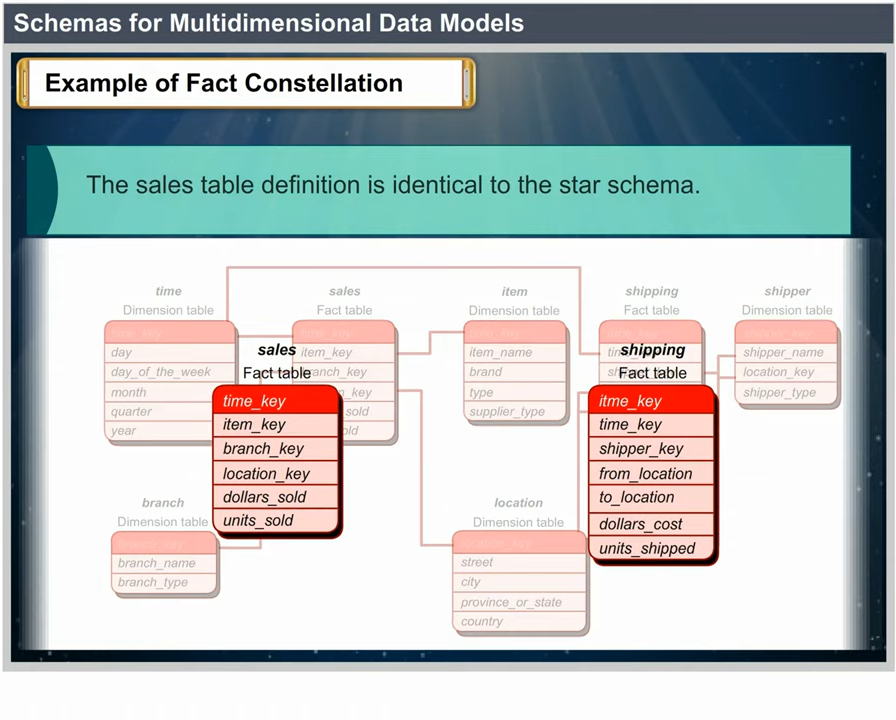 Schemas for Multidimensional Data Models
Example of Fact Constellation
The sales table definition is identical to the star schema.
time
Dimension table
time_key
day
day_of_the_week
month
quarter
year
sales
Fact table
item_key
sales
Fact table
time_key
item_key
branch_key
location_key
dollars_sold
units_sold
item
Dimension table
item_name
brand
type
supplier_type
shipping
Fact table
shipping
Fact table
itme_key
time_key
shipper_key
from_location
to_location
dollars_cost
units_shipped
shipper
Dimension table
shipper_key
shipper_name
location_key
shipper_type
branch
Dimension table
branch_key
branch_name
branch_type
location
Dimension table
location_key
street
city
province_or_state
country